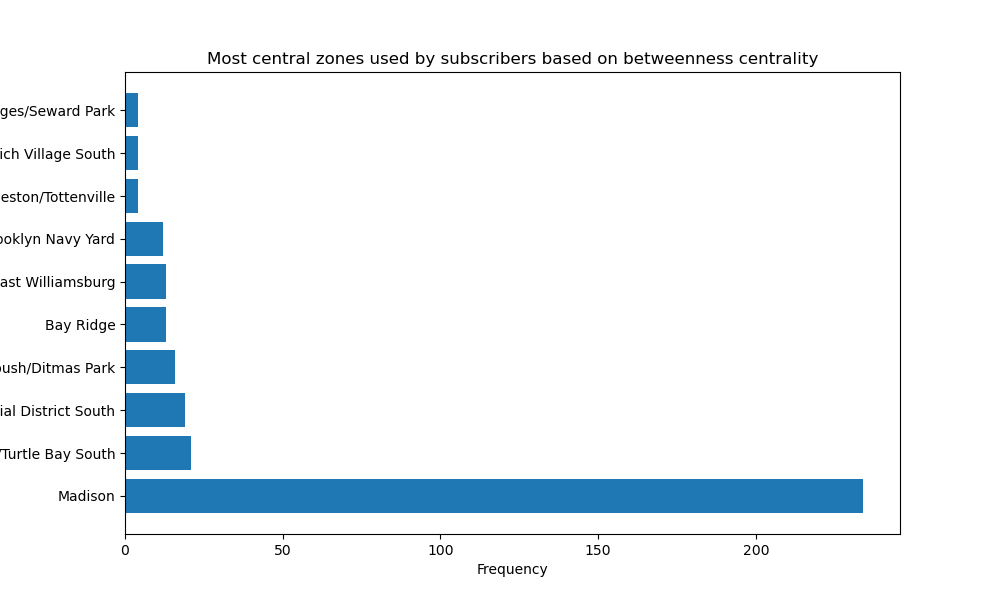 Most central zones used by subscribers based on betweenness centrality
ges/Seward Park
ich Village South
eston/Tottenville
ooklyn Navy Yard
ast Williamsburg
Bay Ridge
bush/Ditmas Park
ial District South
/Turtle Bay South
Madison
0 50 100 150 200
Frequency